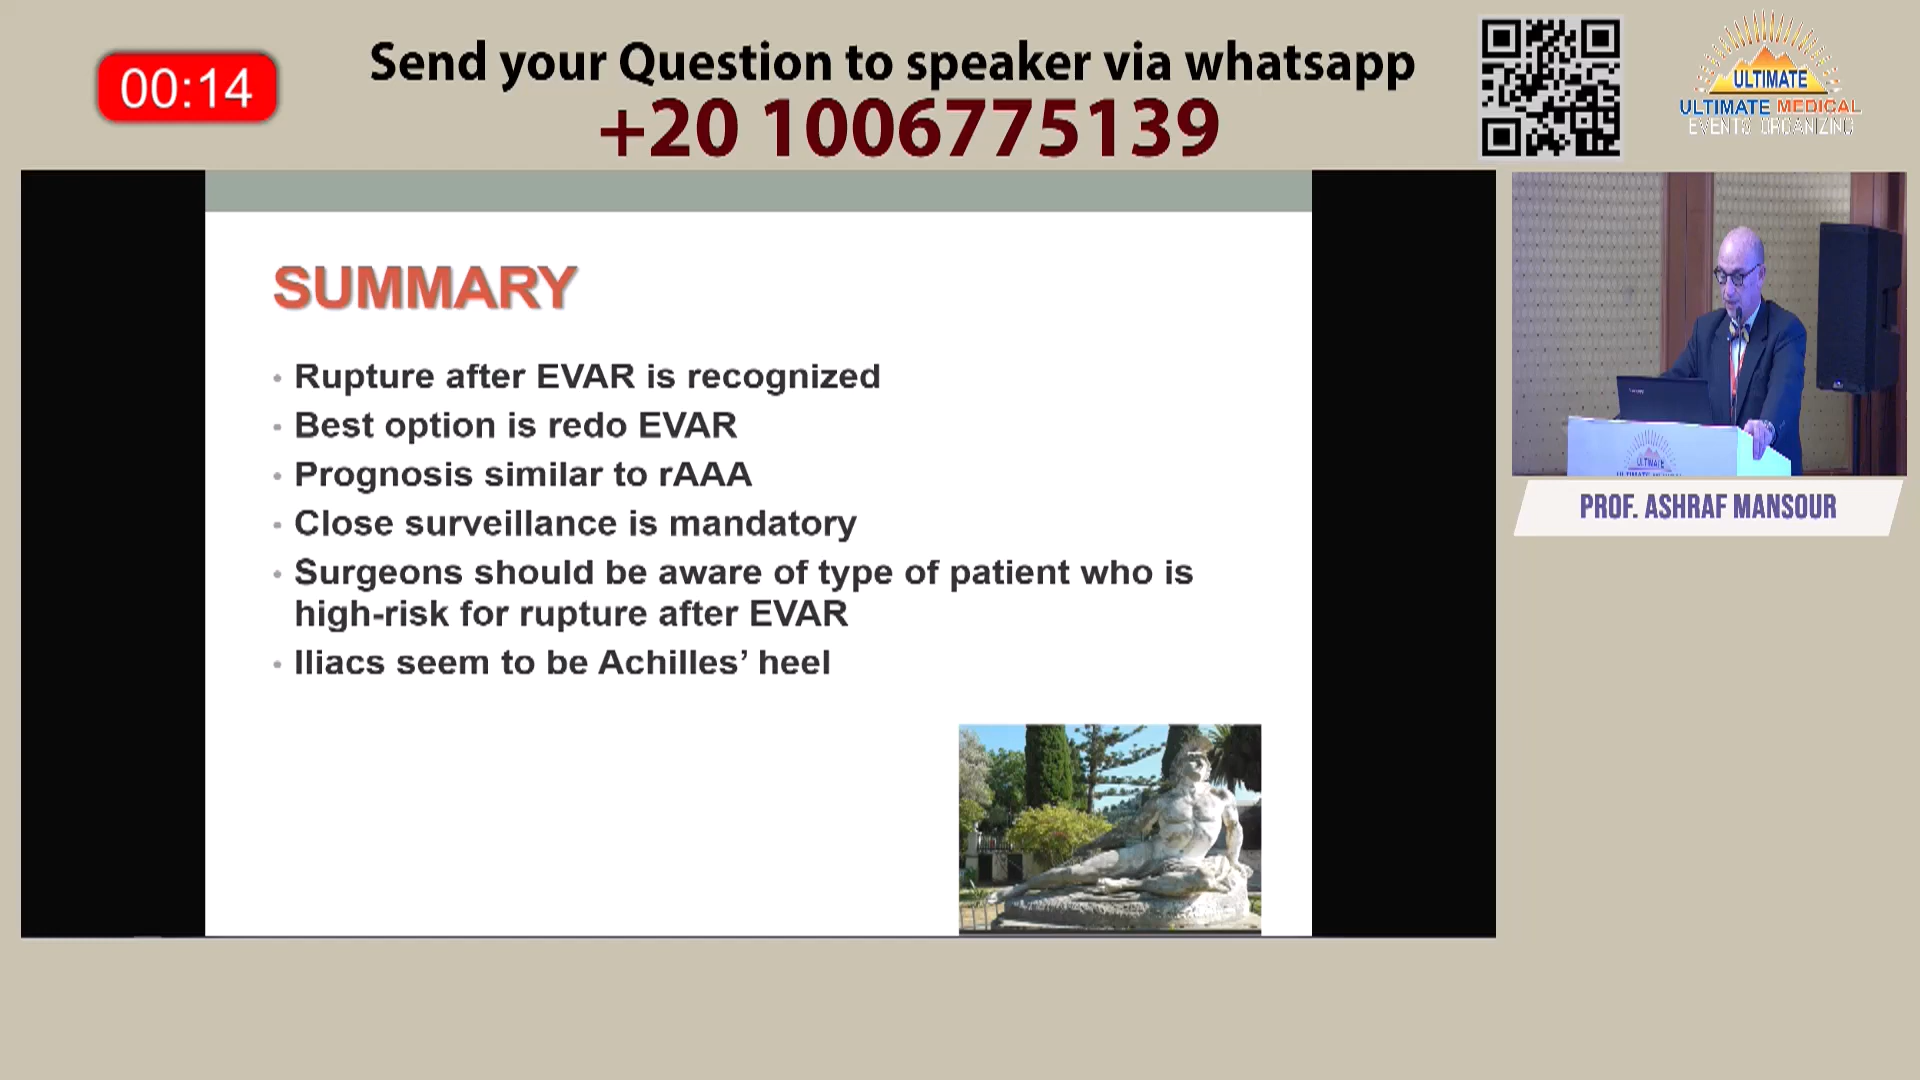 00:14
Send your Question to speaker via whatsapp
+20 1006775139
ULTIMATE
ULTIMATE MEDICAL
EVENTS ORGANIZING
SUMMARY
• Rupture after EVAR is recognized
• Best option is redo EVAR
• Prognosis similar to rAAA
• Close surveillance is mandatory
• Surgeons should be aware of type of patient who is
high-risk for rupture after EVAR
• Iliacs seem to be Achilles’ heel
ULTIMATE
PROF. ASHRAF MANSOUR